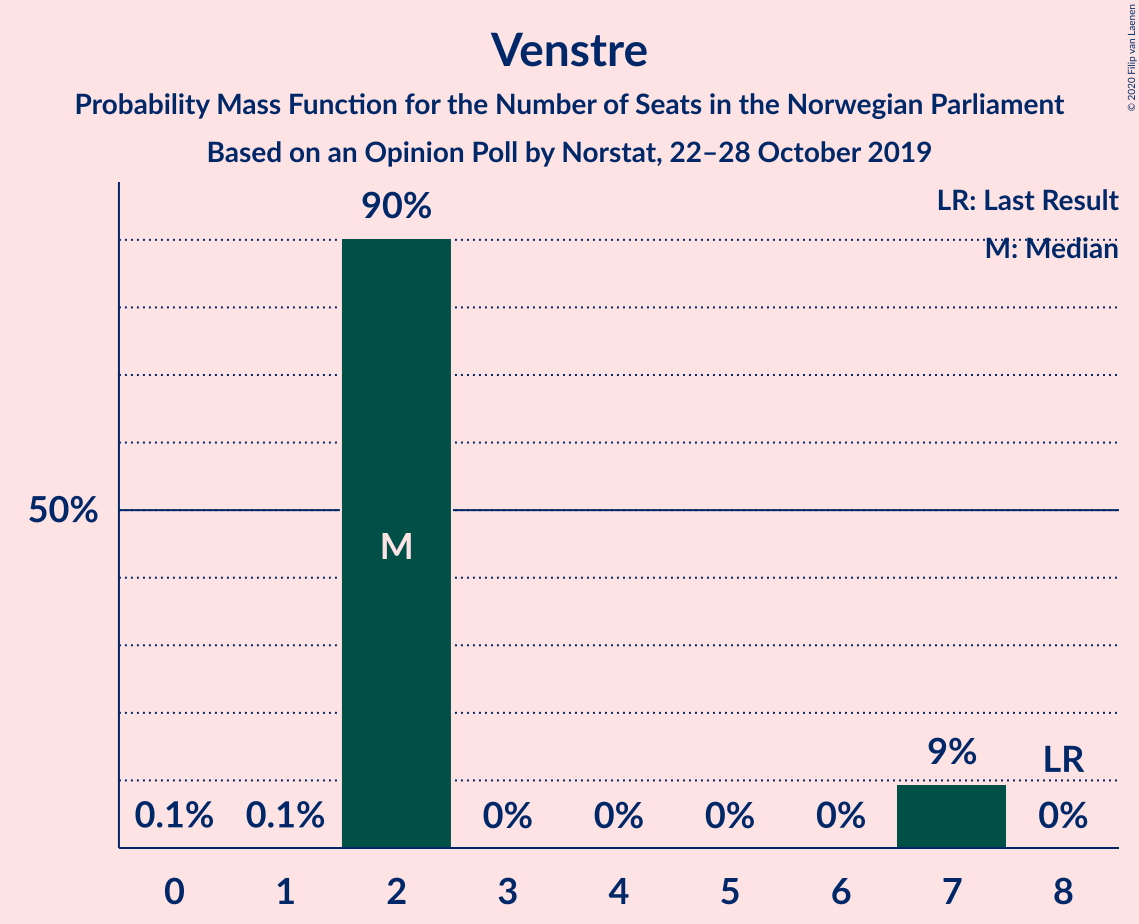 Venstre
Probability Mass Function for the Number of Seats in the Norwegian Parliament
Based on an Opinion Poll by Norstat, 22–28 October 2019
© 2020 Filip van Laenen
LR: Last Result
M: Median
90%
50%
M
9%
LR
0.1% 0.1% 0% 0% 0% 0% 0%
0 1 2 3 4 5 6 7 8